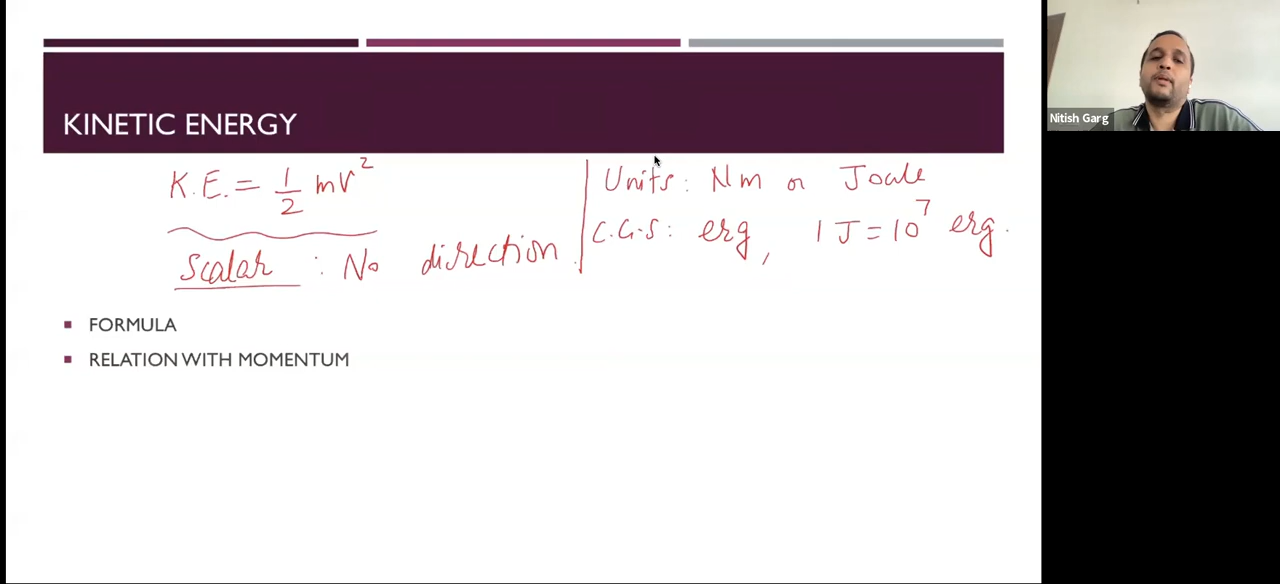 KINETIC ENERGY
K.E. = 1/2 mv²
Scalar : No direction.
Units: Nm or Joule
C.G.S: erg, 1 J = 10⁷ erg.
FORMULA
RELATION WITH MOMENTUM
Nitish Garg